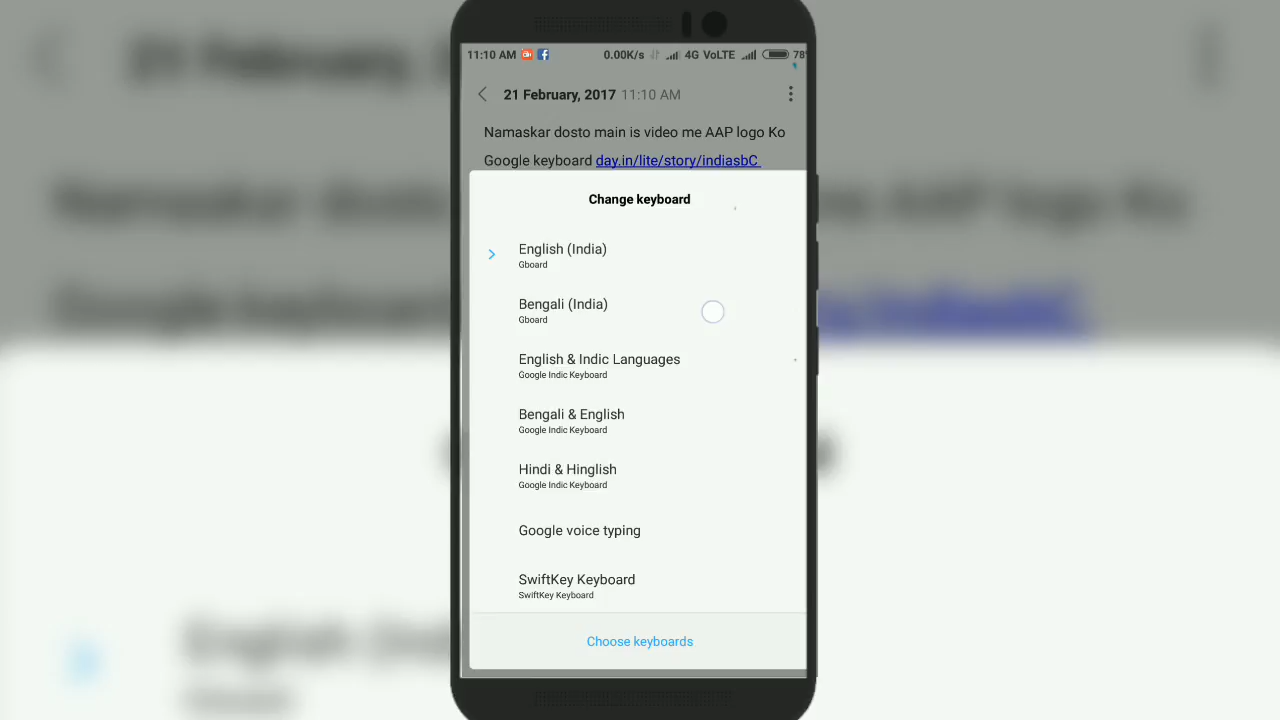 11:10 AM 0.00K/s 4G VoLTE 78
21 February, 2017 11:10 AM
Namaskar dosto main is video me AAP logo Ko
Google keyboard day.in/lite/story/indiasbC
Change keyboard
English (India)
Gboard
Bengali (India)
Gboard
English & Indic Languages
Google Indic Keyboard
Bengali & English
Google Indic Keyboard
Hindi & Hinglish
Google Indic Keyboard
Google voice typing
SwiftKey Keyboard
SwiftKey Keyboard
Choose keyboards